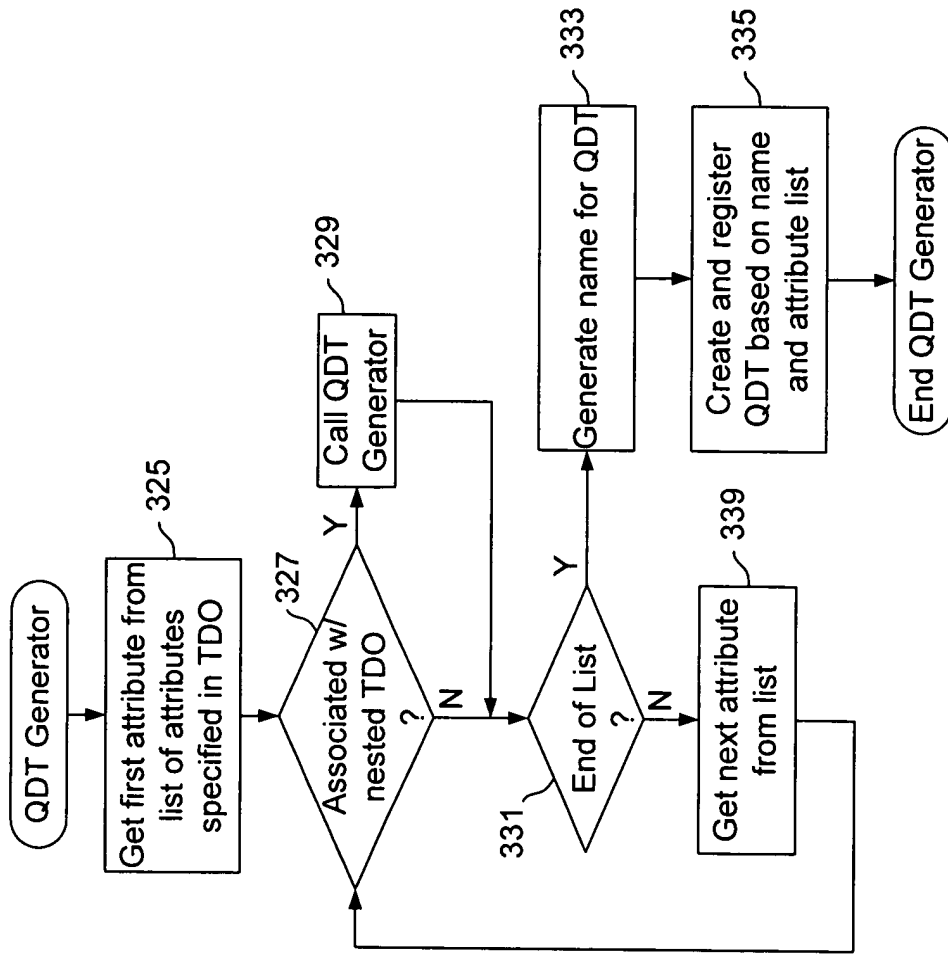 QDT Generator
325
Get first attribute from
list of attributes
specified in TDO
327
Associated w/
nested TDO
?
Y
N
329
Call QDT
Generator
331
End of List
?
Y
N
333
Generate name for QDT
335
Create and register
QDT based on name
and attribute list
End QDT Generator
339
Get next attribute
from list